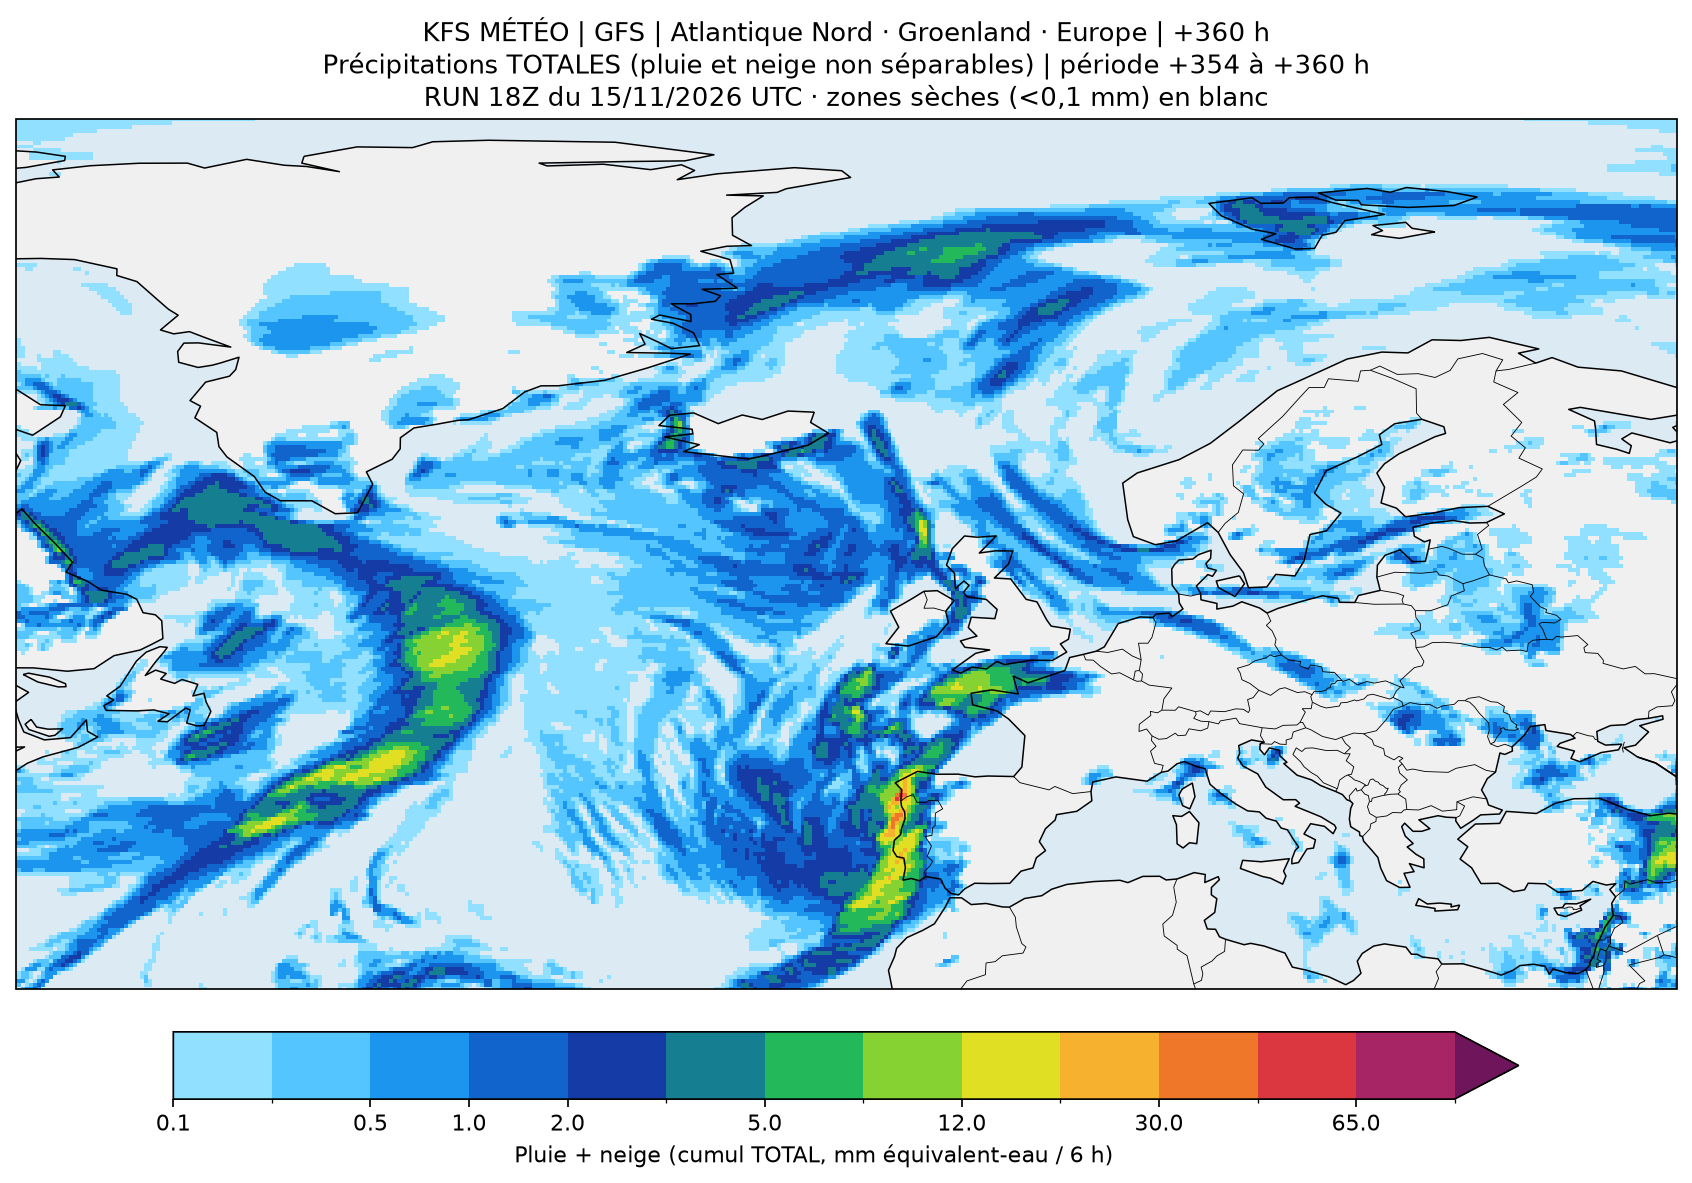 KFS MÉTÉO | GFS | Atlantique Nord · Groenland · Europe | +360 h
Précipitations TOTALES (pluie et neige non séparables) | période +354 à +360 h
RUN 18Z du 15/11/2026 UTC · zones sèches (<0,1 mm) en blanc
0.1 0.5 1.0 2.0 5.0 12.0 30.0 65.0
Pluie + neige (cumul TOTAL, mm équivalent-eau / 6 h)